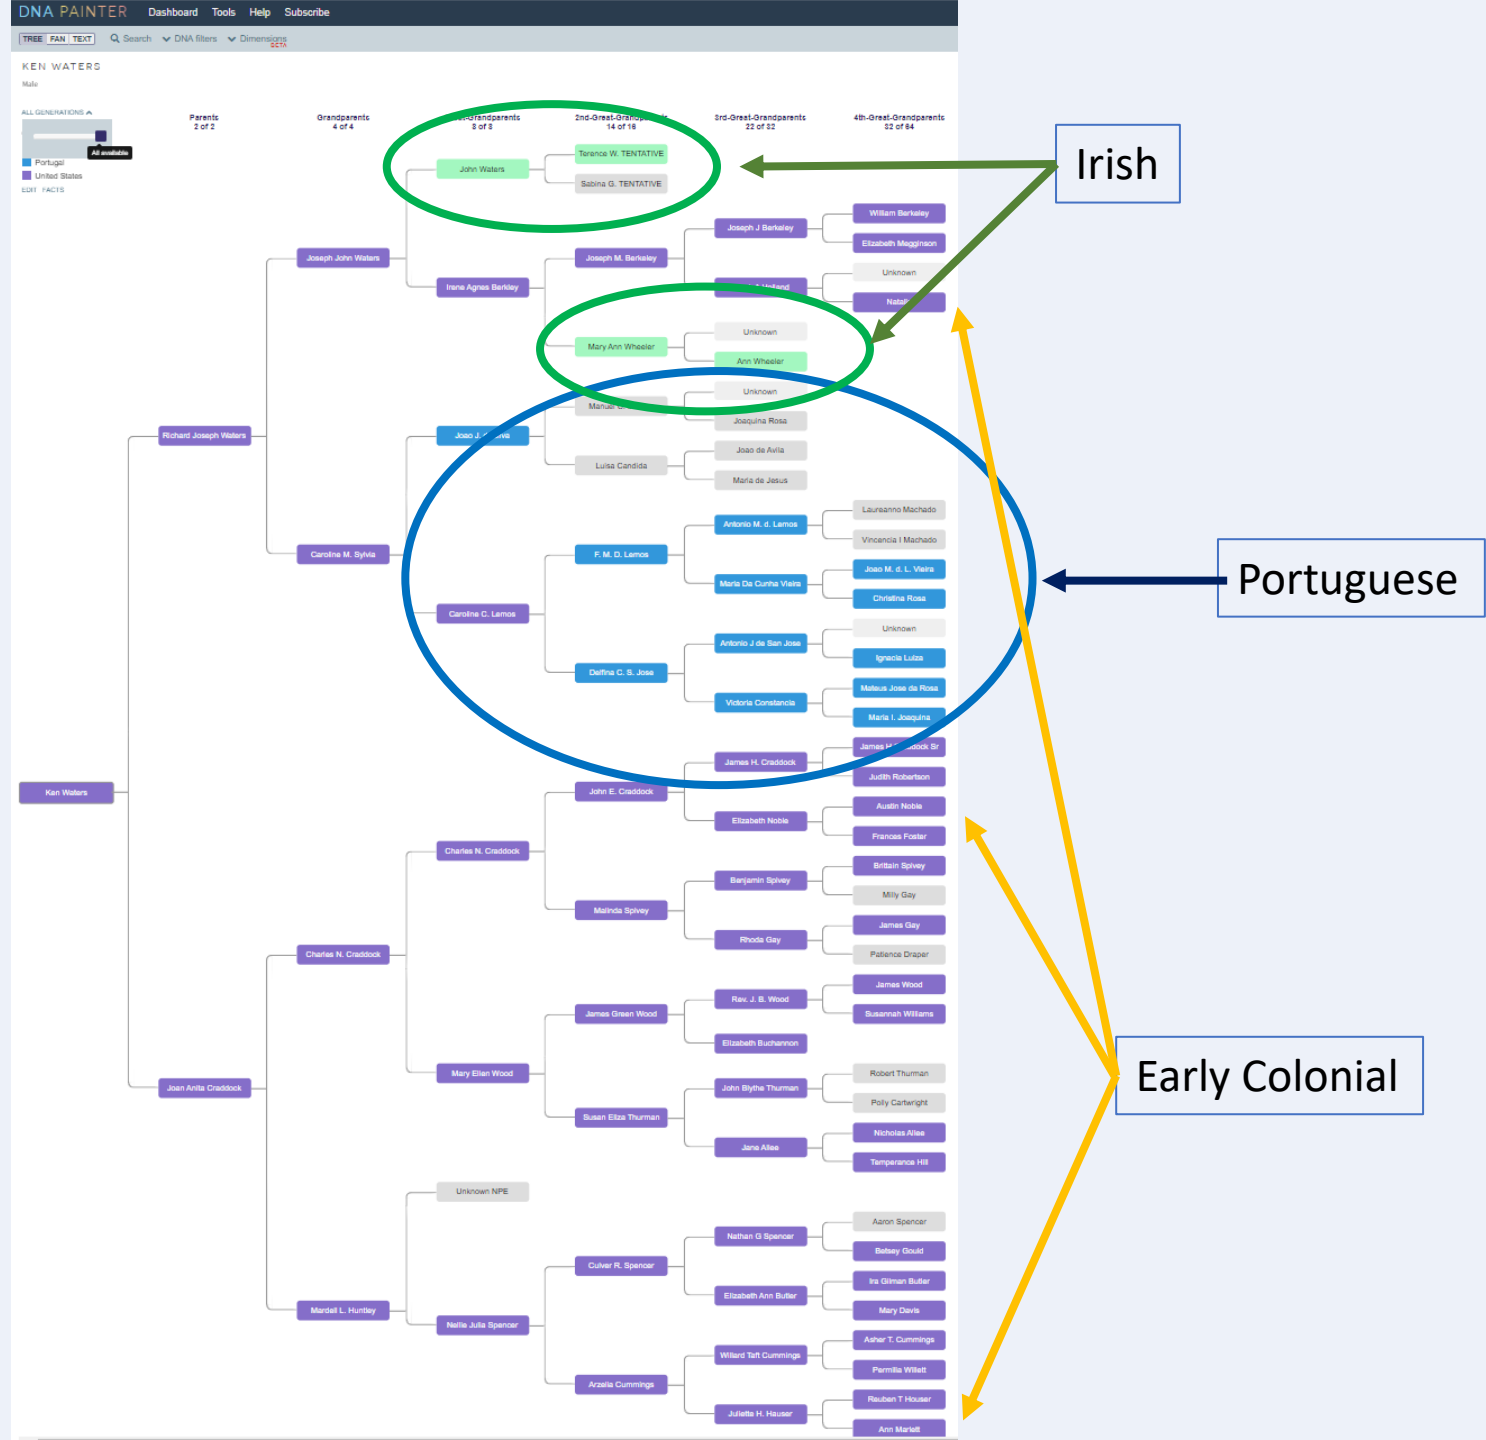 DNA PAINTER Dashboard Tools Help Subscribe
TREE FAN TEXT Search DNA filters Dimensions
BETA
KEN WATERS
Male
ALL GENERATIONS
All available
Portugal
United States
EDIT FACTS
Parents
2 of 2
Grandparents
4 of 4
8 of 8
14 of 16
3rd-Great-Grandparents
22 of 32
4th-Great-Grandparents
32 of 64
Irish
Portuguese
Early Colonial
Ken Waters
Richard Joseph Waters
Joan Anita Craddock
Joseph John Waters
Caroline M. Sylvia
Charles N. Craddock
Mardell L. Huntley
John Waters
Irene Agnes Berkley
Joao J.
Caroline C. Lemos
Charles N. Craddock
Mary Ellen Wood
Unknown NPE
Nellie Julia Spencer
Terence W. TENTATIVE
Sabina G. TENTATIVE
Joseph M. Berkeley
Mary Ann Wheeler
Luisa Candida
F. M. D. Lemos
Delfina C. S. Jose
John E. Craddock
Malinda Spivey
James Green Wood
Susan Eliza Thurman
Culver R. Spencer
Arzelia Cummings
Joseph J Berkeley
Unknown
Ann Wheeler
Unknown
Joaquina Rosa
Joao de Avila
Maria de Jesus
Antonio M. d. Lemos
Maria Da Cunha Vieira
Antonio J de San Jose
Victoria Constancia
James H. Craddock
Elizabeth Noble
Benjamin Spivey
Rhoda Gay
Rev. J. B. Wood
Elizabeth Buchannon
John Blythe Thurman
Jane Allee
Nathan G Spencer
Elizabeth Ann Butler
Willard Taft Cummings
Juliette H. Hauser
William Berkeley
Elizabeth Megginson
Unknown
Laureanno Machado
Vincencia I Machado
Joao M. d. L. Vieira
Christina Rosa
Unknown
Ignacia Luiza
Mateus Jose da Rosa
Maria I. Joaquina
Judith Robertson
Austin Noble
Frances Foster
Brittain Spivey
Milly Gay
James Gay
Patience Draper
James Wood
Susannah Williams
Robert Thurman
Polly Cartwright
Nicholas Allee
Temperance Hill
Aaron Spencer
Betsey Gould
Ira Gilman Butler
Mary Davis
Asher T. Cummings
Permilla Willett
Reuben T Houser
Ann Marlett